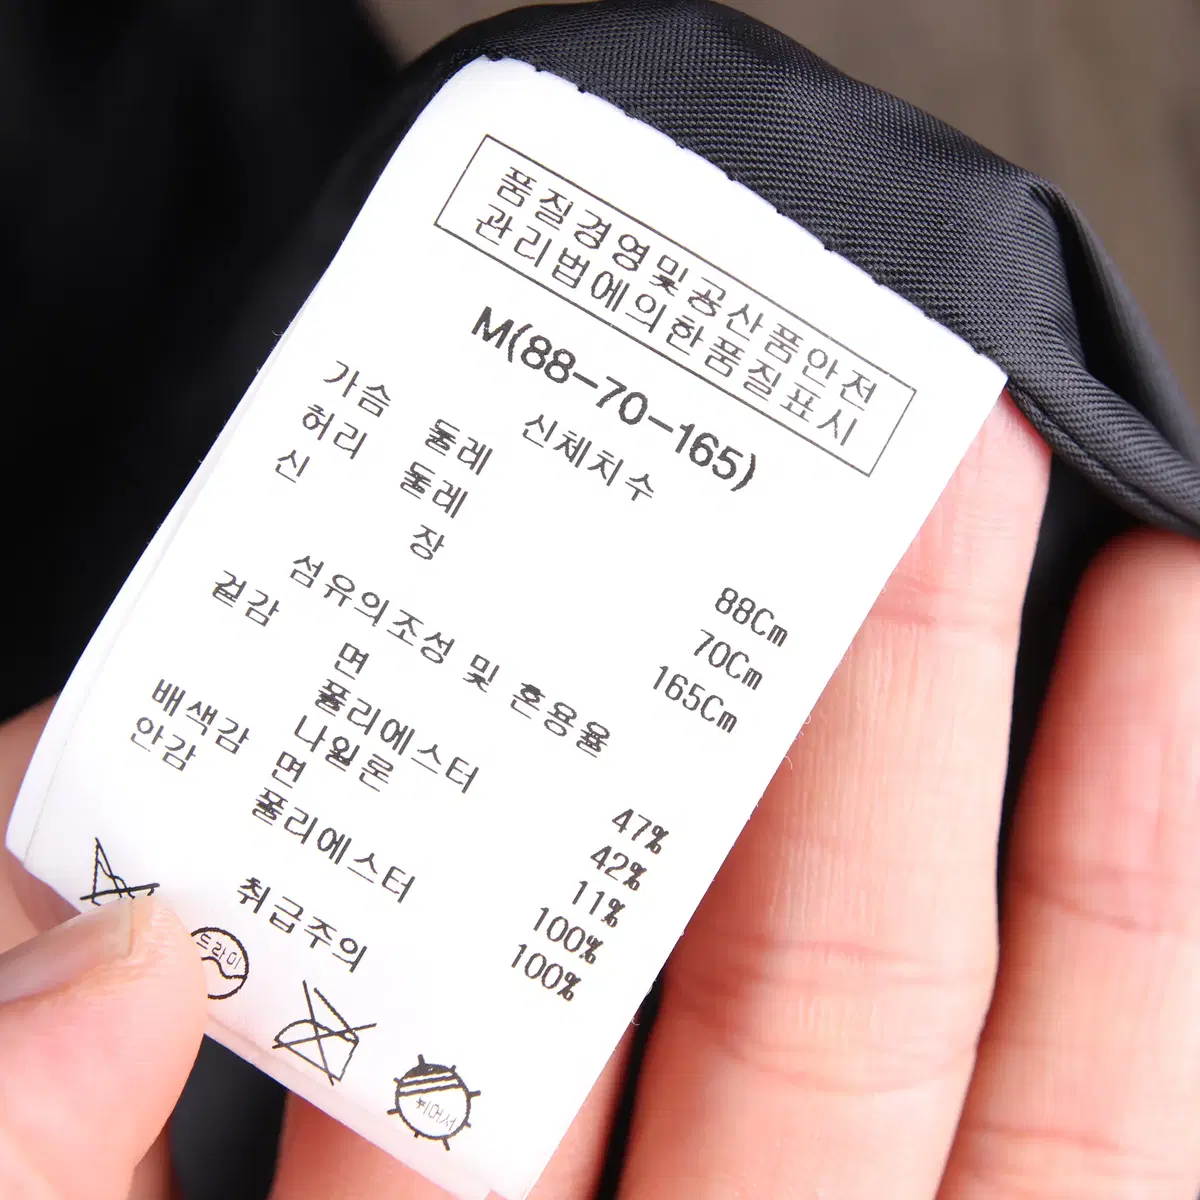 품질경영및공산품안전
관리법에의한품질표시
M(88-70-165)
신체치수
가슴 둘레 88Cm
허리 둘레 70Cm
신 장 165Cm
섬유의조성 및 혼용율
겉감 면 47%
폴리에스터 42%
나일론 11%
배색감 면 100%
안감 폴리에스터 100%
취급주의
드라이
뉘어서